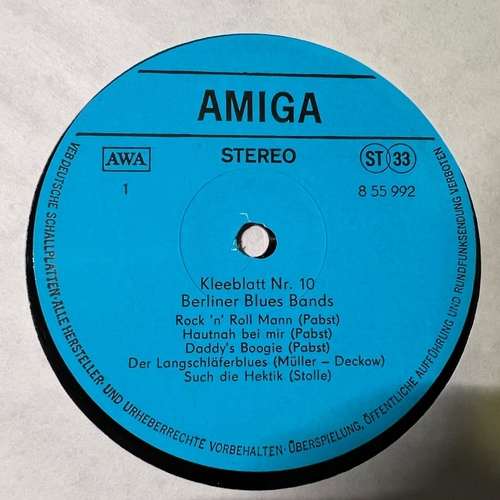 AMIGA
AWA
STEREO
ST 33
1
8 55 992
Kleeblatt Nr. 10
Berliner Blues Bands
Rock 'n' Roll Mann (Pabst)
Hautnah bei mir (Pabst)
Daddy's Boogie (Pabst)
Der Langschläferblues (Müller – Deckow)
Such die Hektik (Stolle)
VEB DEUTSCHE SCHALLPLATTEN · ALLE HERSTELLER- UND URHEBERRECHTE VORBEHALTEN · ÜBERSPIELUNG, ÖFFENTLICHE AUFFÜHRUNG UND RUNDFUNKSENDUNG VERBOTEN